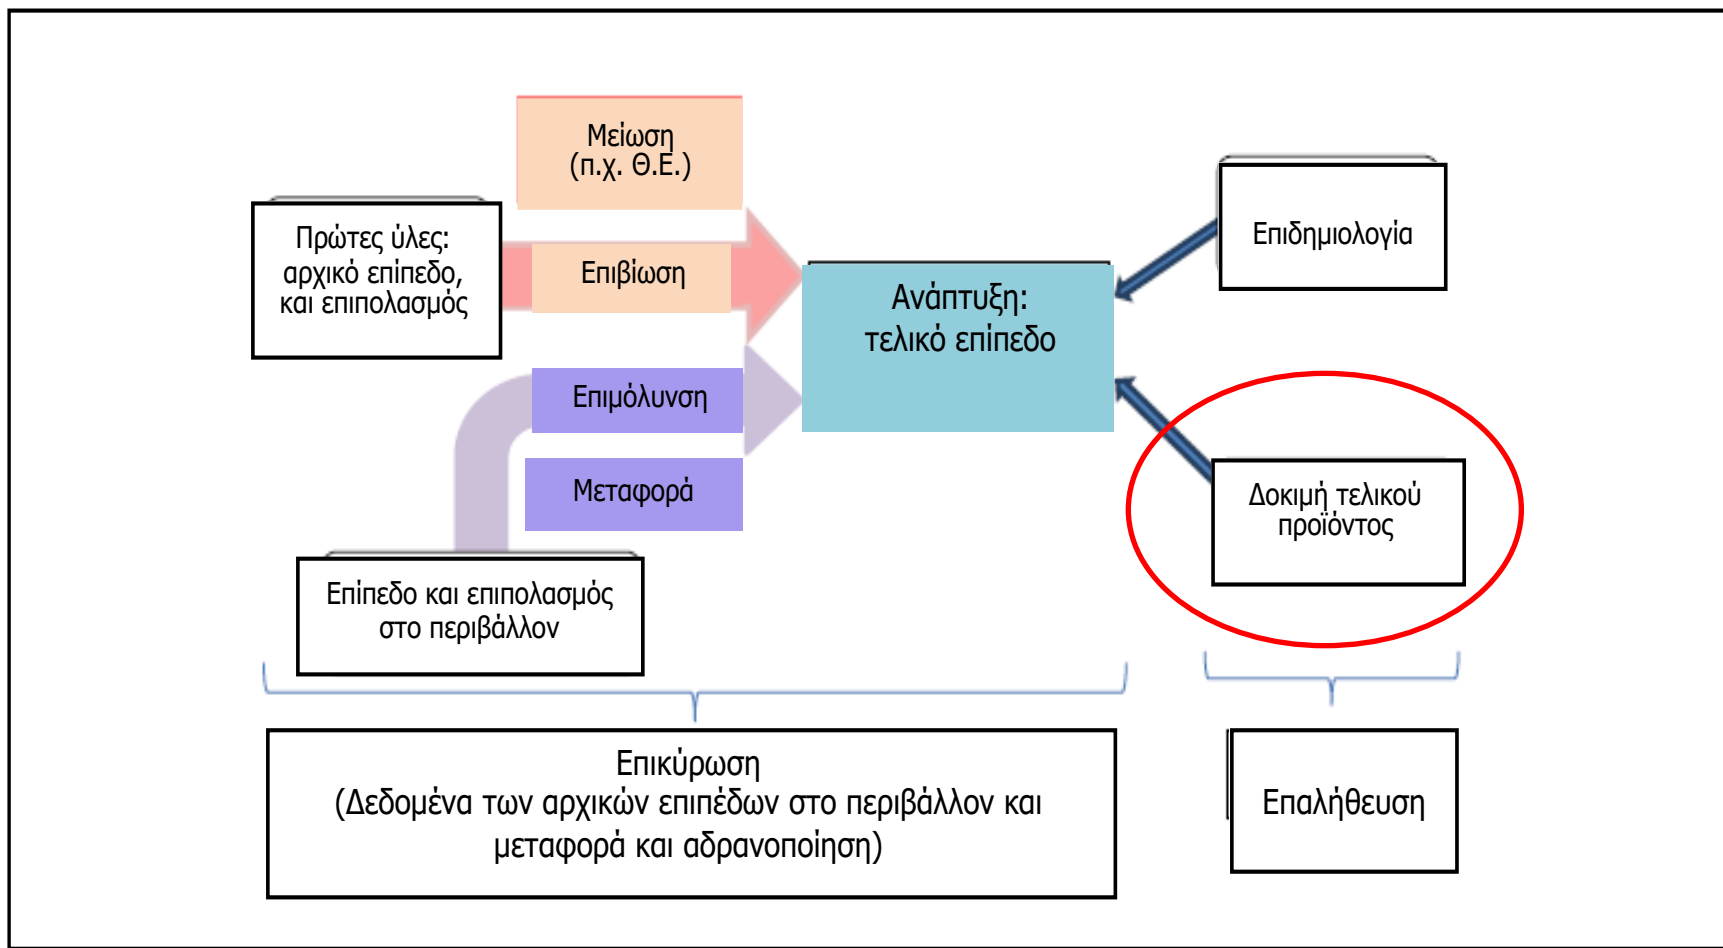 Μείωση
(π.χ. Θ.Ε.)
Πρώτες ύλες:
αρχικό επίπεδο,
και επιπολασμός
Επιβίωση
Επιμόλυνση
Μεταφορά
Επίπεδο και επιπολασμός
στο περιβάλλον
Ανάπτυξη:
τελικό επίπεδο
Επιδημιολογία
Δοκιμή τελικού
προϊόντος
Επικύρωση
(Δεδομένα των αρχικών επιπέδων στο περιβάλλον και
μεταφορά και αδρανοποίηση)
Επαλήθευση